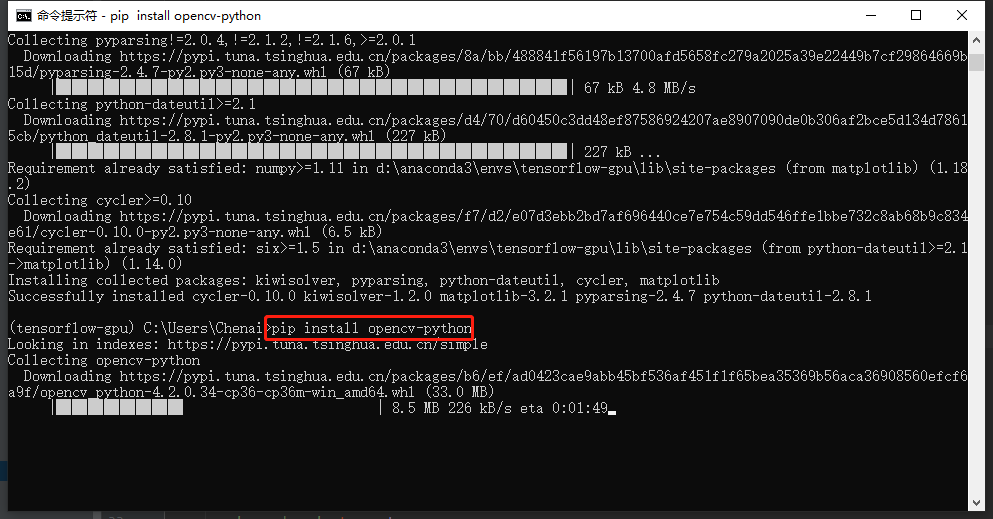 命令提示符 - pip  install opencv-python
Collecting pyparsing!=2.0.4,!=2.1.2,!=2.1.6,>=2.0.1
Downloading https://pypi.tuna.tsinghua.edu.cn/packages/8a/bb/488841f56197b13700afd5658fc279a2025a39e22449b7cf29864669b
15d/pyparsing-2.4.7-py2.py3-none-any.whl (67 kB)
| 67 kB 4.8 MB/s
Collecting python-dateutil>=2.1
Downloading https://pypi.tuna.tsinghua.edu.cn/packages/d4/70/d60450c3dd48ef87586924207ae8907090de0b306af2bce5d134d7861
5cb/python_dateutil-2.8.1-py2.py3-none-any.whl (227 kB)
| 227 kB ...
Requirement already satisfied: numpy>=1.11 in d:\anaconda3\envs\tensorflow-gpu\lib\site-packages (from matplotlib) (1.18
.2)
Collecting cycler>=0.10
Downloading https://pypi.tuna.tsinghua.edu.cn/packages/f7/d2/e07d3ebb2bd7af696440ce7e754c59dd546ffe1bbe732c8ab68b9c834
e61/cycler-0.10.0-py2.py3-none-any.whl (6.5 kB)
Requirement already satisfied: six>=1.5 in d:\anaconda3\envs\tensorflow-gpu\lib\site-packages (from python-dateutil>=2.1
->matplotlib) (1.14.0)
Installing collected packages: kiwisolver, pyparsing, python-dateutil, cycler, matplotlib
Successfully installed cycler-0.10.0 kiwisolver-1.2.0 matplotlib-3.2.1 pyparsing-2.4.7 python-dateutil-2.8.1
(tensorflow-gpu) C:\Users\Chenai>pip install opencv-python
Looking in indexes: https://pypi.tuna.tsinghua.edu.cn/simple
Collecting opencv-python
Downloading https://pypi.tuna.tsinghua.edu.cn/packages/b6/ef/ad0423cae9abb45bf536af451f1f65bea35369b56aca36908560efcf6
a9f/opencv_python-4.2.0.34-cp36-cp36m-win_amd64.whl (33.0 MB)
| 8.5 MB 226 kB/s eta 0:01:49